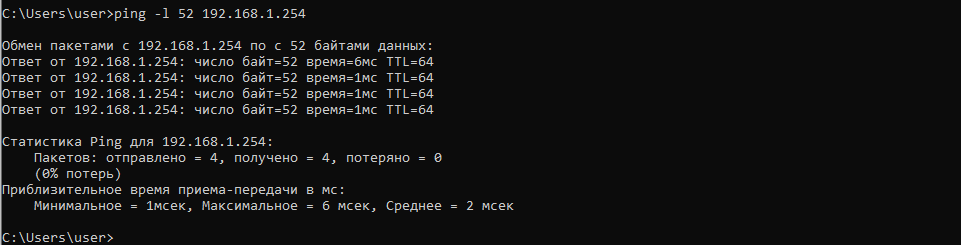 C:\Users\user>ping -l 52 192.168.1.254
Обмен пакетами с 192.168.1.254 по с 52 байтами данных:
Ответ от 192.168.1.254: число байт=52 время=6мс TTL=64
Ответ от 192.168.1.254: число байт=52 время=1мс TTL=64
Ответ от 192.168.1.254: число байт=52 время=1мс TTL=64
Ответ от 192.168.1.254: число байт=52 время=1мс TTL=64
Статистика Ping для 192.168.1.254:
Пакетов: отправлено = 4, получено = 4, потеряно = 0
(0% потерь)
Приблизительное время приема-передачи в мс:
Минимальное = 1мсек, Максимальное = 6 мсек, Среднее = 2 мсек
C:\Users\user>